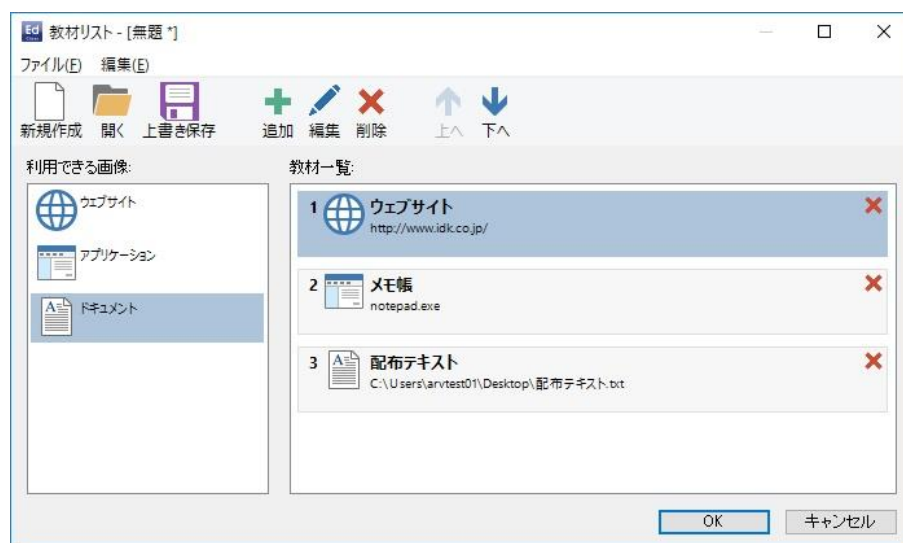 Ed
教材リスト - [無題 *]
ファイル(F) 編集(E)
新規作成 開く 上書き保存 追加 編集 削除 上へ 下へ
利用できる画像:
ウェブサイト
アプリケーション
ドキュメント
教材一覧:
1 ウェブサイト
http://www.idk.co.jp/
2 メモ帳
notepad.exe
3 配布テキスト
C:\Users\arvtest01\Desktop\配布テキスト.txt
OK キャンセル